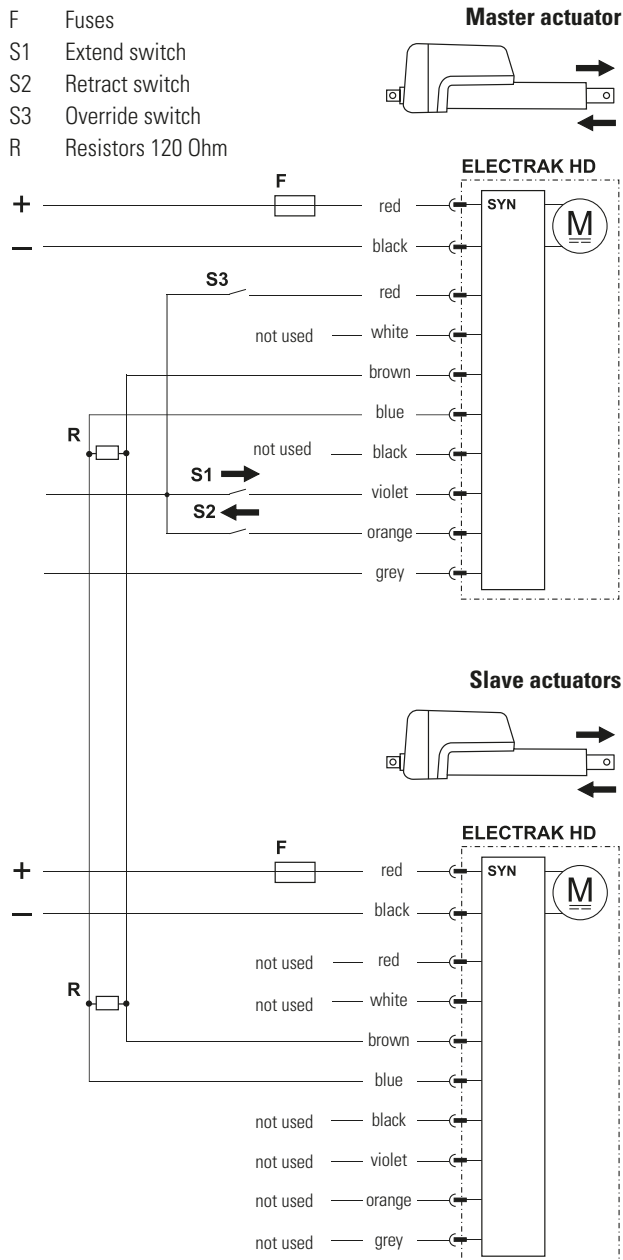 F Fuses
S1 Extend switch
S2 Retract switch
S3 Override switch
R Resistors 120 Ohm
Master actuator
ELECTRAK HD
F
+ red SYN M
– black
S3
red
not used white
brown
blue
R
not used black
S1
violet
S2
orange
grey
Slave actuators
ELECTRAK HD
F
+ red SYN M
– black
not used red
R
not used white
brown
blue
not used black
not used violet
not used orange
not used grey